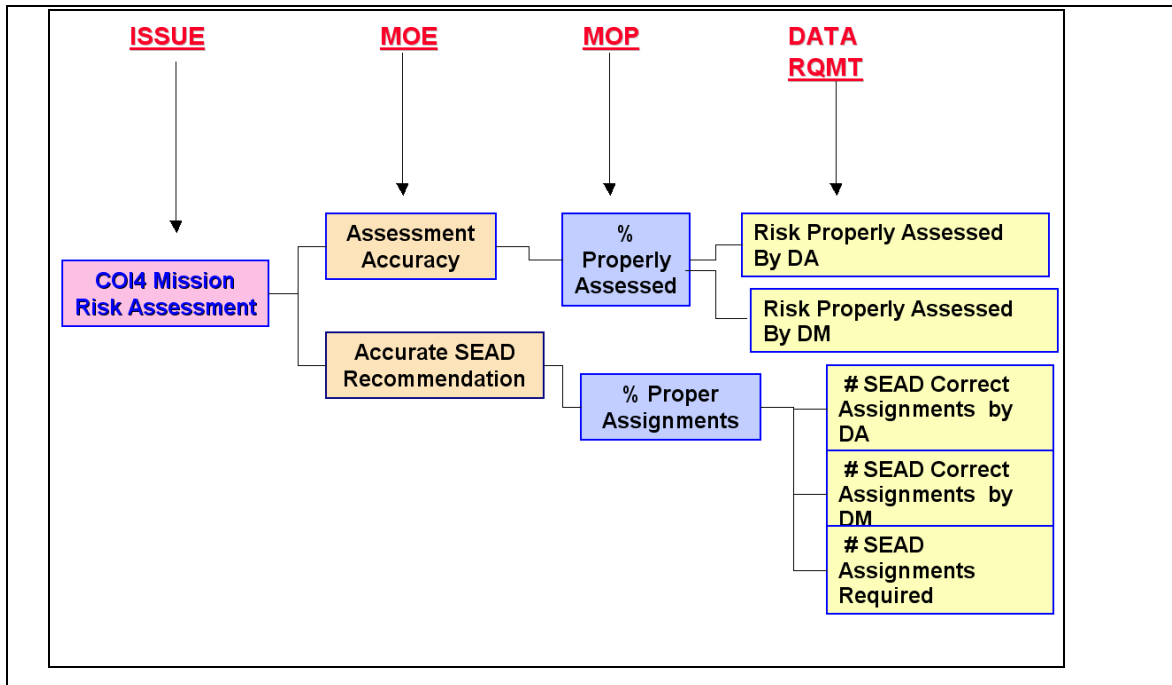 ISSUE
MOE
MOP
DATA
RQMT
Assessment
Accuracy
%
Properly
Assessed
Risk Properly Assessed
By DA
COI4 Mission
Risk Assessment
Risk Properly Assessed
By DM
Accurate SEAD
Recommendation
% Proper
Assignments
# SEAD Correct
Assignments by
DA
# SEAD Correct
Assignments by
DM
# SEAD
Assignments
Required